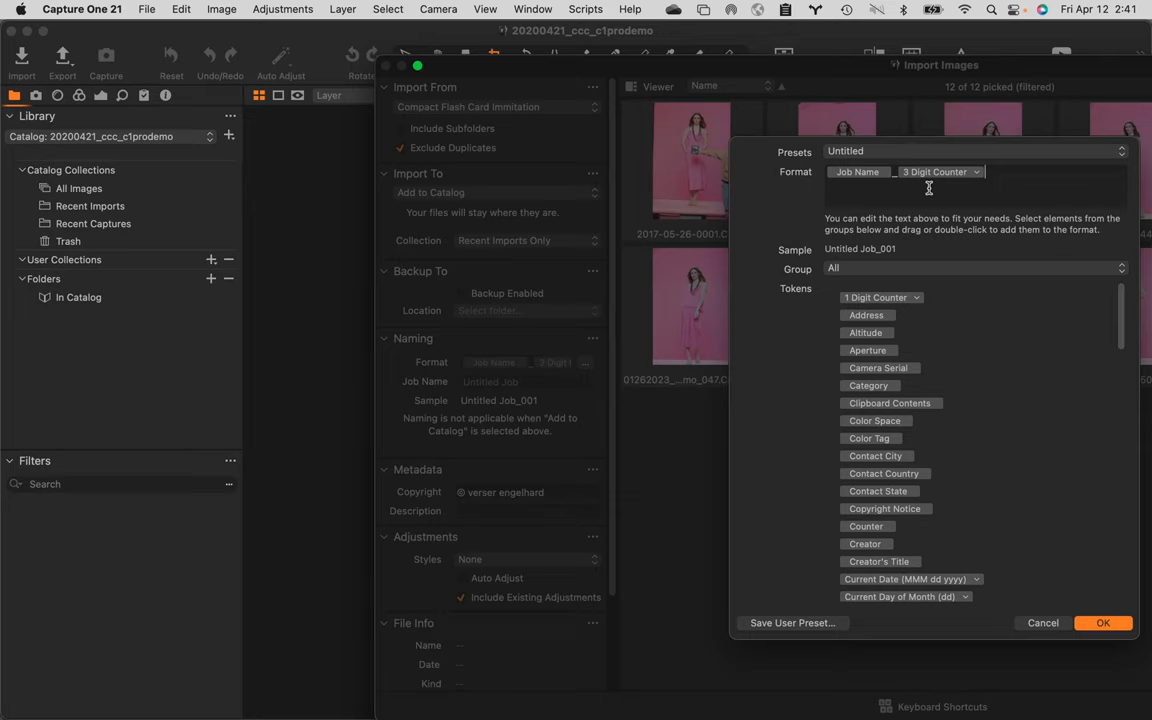 Capture One 21 File Edit Image Adjustments Layer Select Camera View Window Scripts Help Fri Apr 12 2:41
20200421_ccc_c1prodemo
Import Export Capture Reset Undo/Redo Auto Adjust Rotate
Import Images
Layer
Library
Catalog: 20200421_ccc_c1prodemo
Catalog Collections
All Images
Recent Imports
Recent Captures
Trash
User Collections
Folders
In Catalog
Filters
Search
Import From
Compact Flash Card Immitation
Include Subfolders
Exclude Duplicates
Import To
Add to Catalog
Your files will stay where they are.
Collection Recent Imports Only
Backup To
Backup Enabled
Location Select folder...
Naming
Format Job Name _ 3 Digit ...
Job Name Untitled Job
Sample Untitled Job_001
Naming is not applicable when "Add to
Catalog" is selected above.
Metadata
Copyright © verser engelhard
Description
Adjustments
Styles None
Auto Adjust
Include Existing Adjustments
File Info
Name --
Date --
Kind --
Viewer Name 12 of 12 picked (filtered)
2017-05-26-0001.C
01262023_...mo_047.C
Presets Untitled
Format Job Name _ 3 Digit Counter
You can edit the text above to fit your needs. Select elements from the
groups below and drag or double-click to add them to the format.
Sample Untitled Job_001
Group All
Tokens
1 Digit Counter
Address
Altitude
Aperture
Camera Serial
Category
Clipboard Contents
Color Space
Color Tag
Contact City
Contact Country
Contact State
Copyright Notice
Counter
Creator
Creator's Title
Current Date (MMM dd yyyy)
Current Day of Month (dd)
Save User Preset... Cancel OK
Keyboard Shortcuts